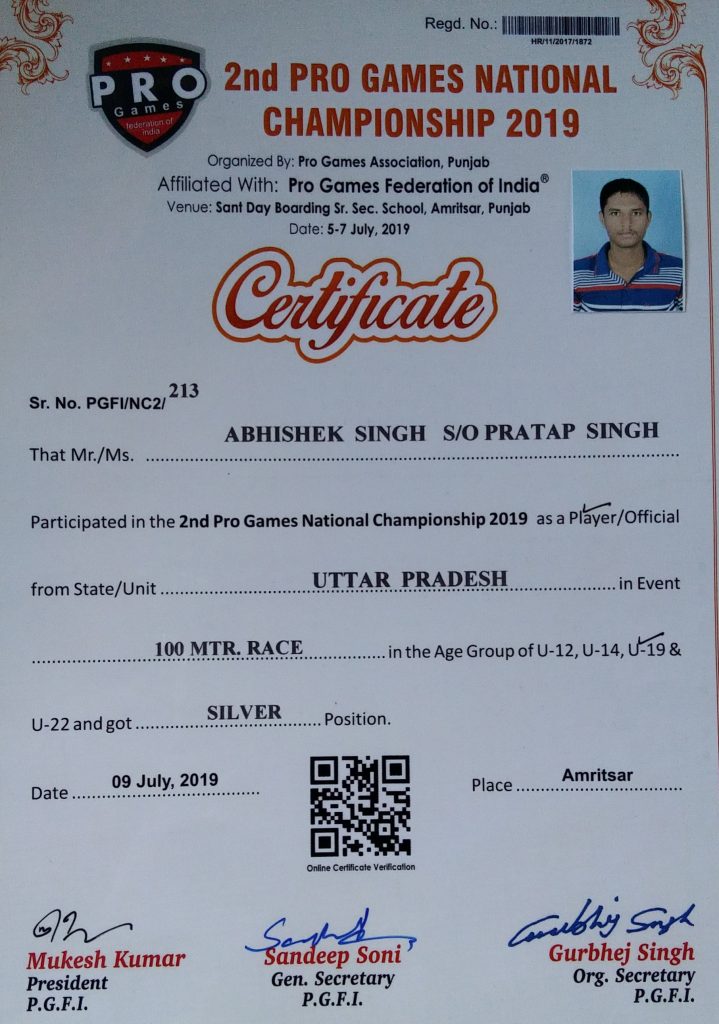 Regd. No.:
HR/11/2017/1872
PRO
Games
federation of
india
2nd PRO GAMES NATIONAL
CHAMPIONSHIP 2019
Organized By: Pro Games Association, Punjab
Affiliated With: Pro Games Federation of India®
Venue: Sant Day Boarding Sr. Sec. School, Amritsar, Punjab
Date: 5-7 July, 2019
Certificate
Sr. No. PGFI/NC2/ 213
ABHISHEK SINGH S/O PRATAP SINGH
That Mr./Ms. ........................................
Participated in the 2nd Pro Games National Championship 2019 as a Player/Official
from State/Unit ............ UTTAR PRADESH ............ in Event
............ 100 MTR. RACE ............ in the Age Group of U-12, U-14, U-19 &
U-22 and got ............ SILVER ............ Position.
Date ............ 09 July, 2019 Place ............ Amritsar
Online Certificate Verification
Gurbhej Singh
Mukesh Kumar Sandeep Soni Gurbhej Singh
President Gen. Secretary Org. Secretary
P.G.F.I. P.G.F.I. P.G.F.I.